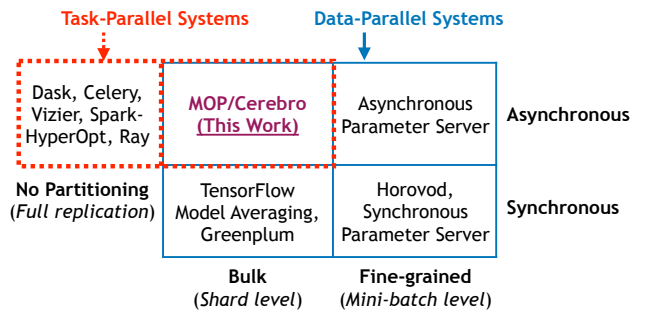 Task-Parallel Systems
Data-Parallel Systems
Dask, Celery,
Vizier, Spark-
HyperOpt, Ray
MOP/Cerebro
(This Work)
Asynchronous
Parameter Server
Asynchronous
No Partitioning
(Full replication)
TensorFlow
Model Averaging,
Greenplum
Horovod,
Synchronous
Parameter Server
Synchronous
Bulk
(Shard level)
Fine-grained
(Mini-batch level)